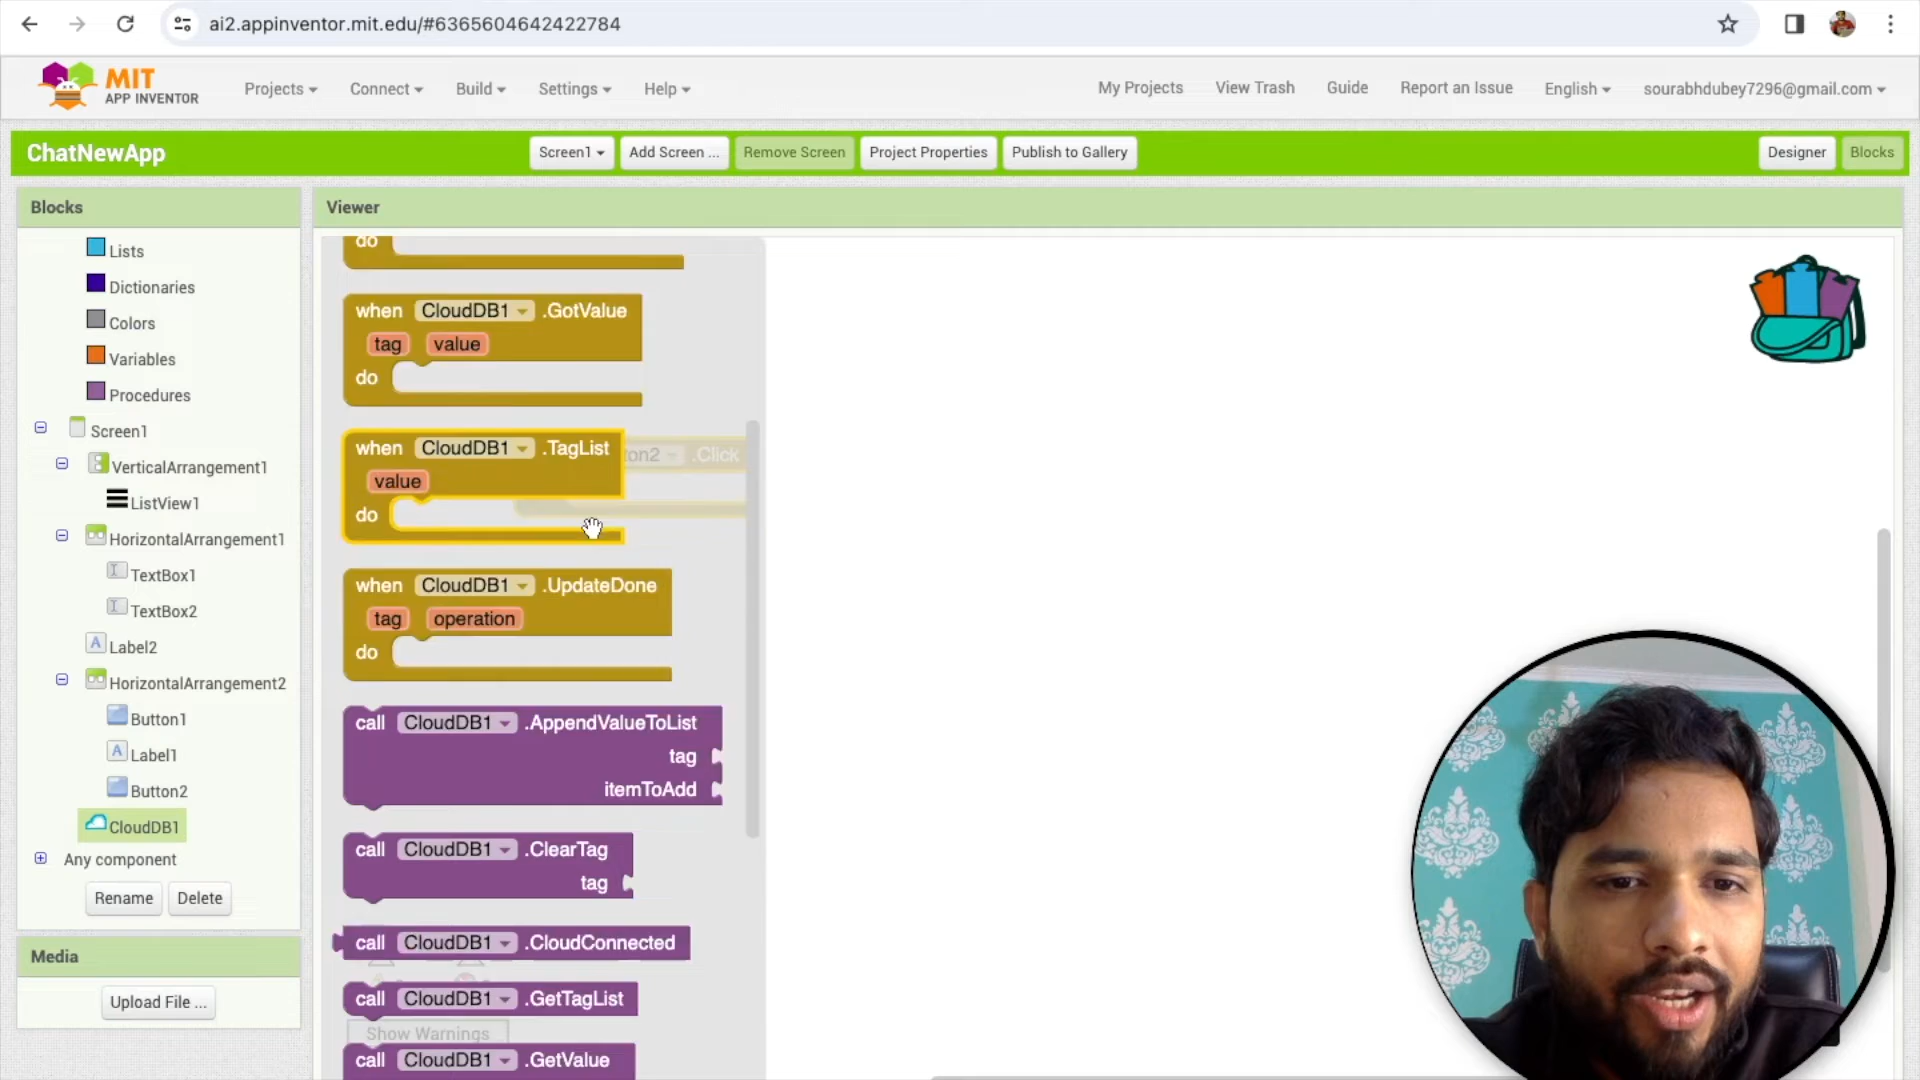 ai2.appinventor.mit.edu/#6365604642422784
MIT
APP INVENTOR
Projects
Connect
Build
Settings
Help
My Projects
View Trash
Guide
Report an Issue
English
sourabhdubey7296@gmail.com
ChatNewApp
Screen1
Add Screen ...
Remove Screen
Project Properties
Publish to Gallery
Designer
Blocks
Blocks
Lists
Dictionaries
Colors
Variables
Procedures
Screen1
VerticalArrangement1
ListView1
HorizontalArrangement1
TextBox1
TextBox2
Label2
HorizontalArrangement2
Button1
Label1
Button2
CloudDB1
Any component
Rename
Delete
Media
Upload File ...
Viewer
do
when CloudDB1 .GotValue
tag value
do
when CloudDB1 .TagList
value
do
ton2 .Click
when CloudDB1 .UpdateDone
tag operation
do
call CloudDB1 .AppendValueToList
tag
itemToAdd
call CloudDB1 .ClearTag
tag
call CloudDB1 .CloudConnected
call CloudDB1 .GetTagList
Show Warnings
call CloudDB1 .GetValue